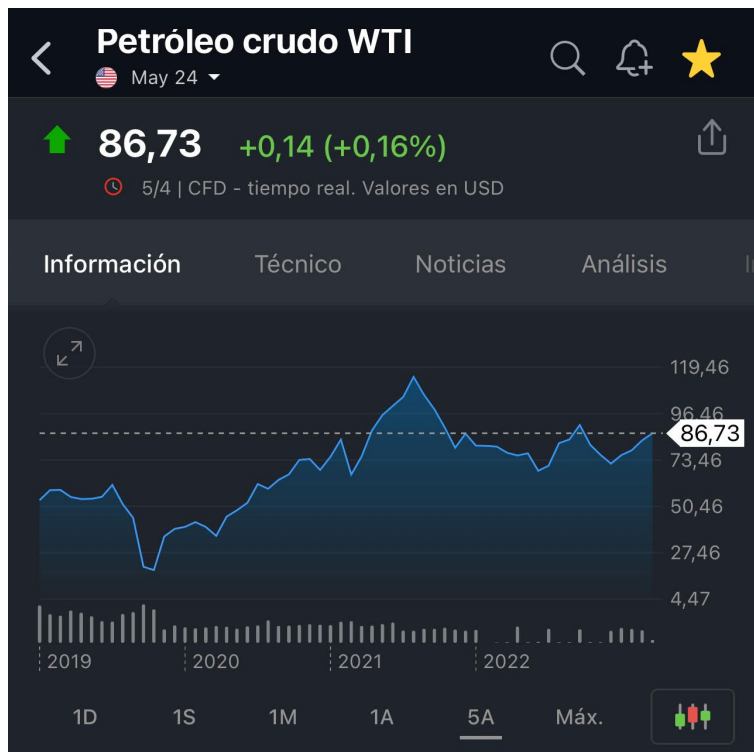 Petróleo crudo WTI
May 24
86,73 +0,14 (+0,16%)
5/4 | CFD - tiempo real. Valores en USD
Información Técnico Noticias Análisis
119,46
96,46
86,73
73,46
50,46
27,46
4,47
2019 2020 2021 2022
1D 1S 1M 1A 5A Máx.